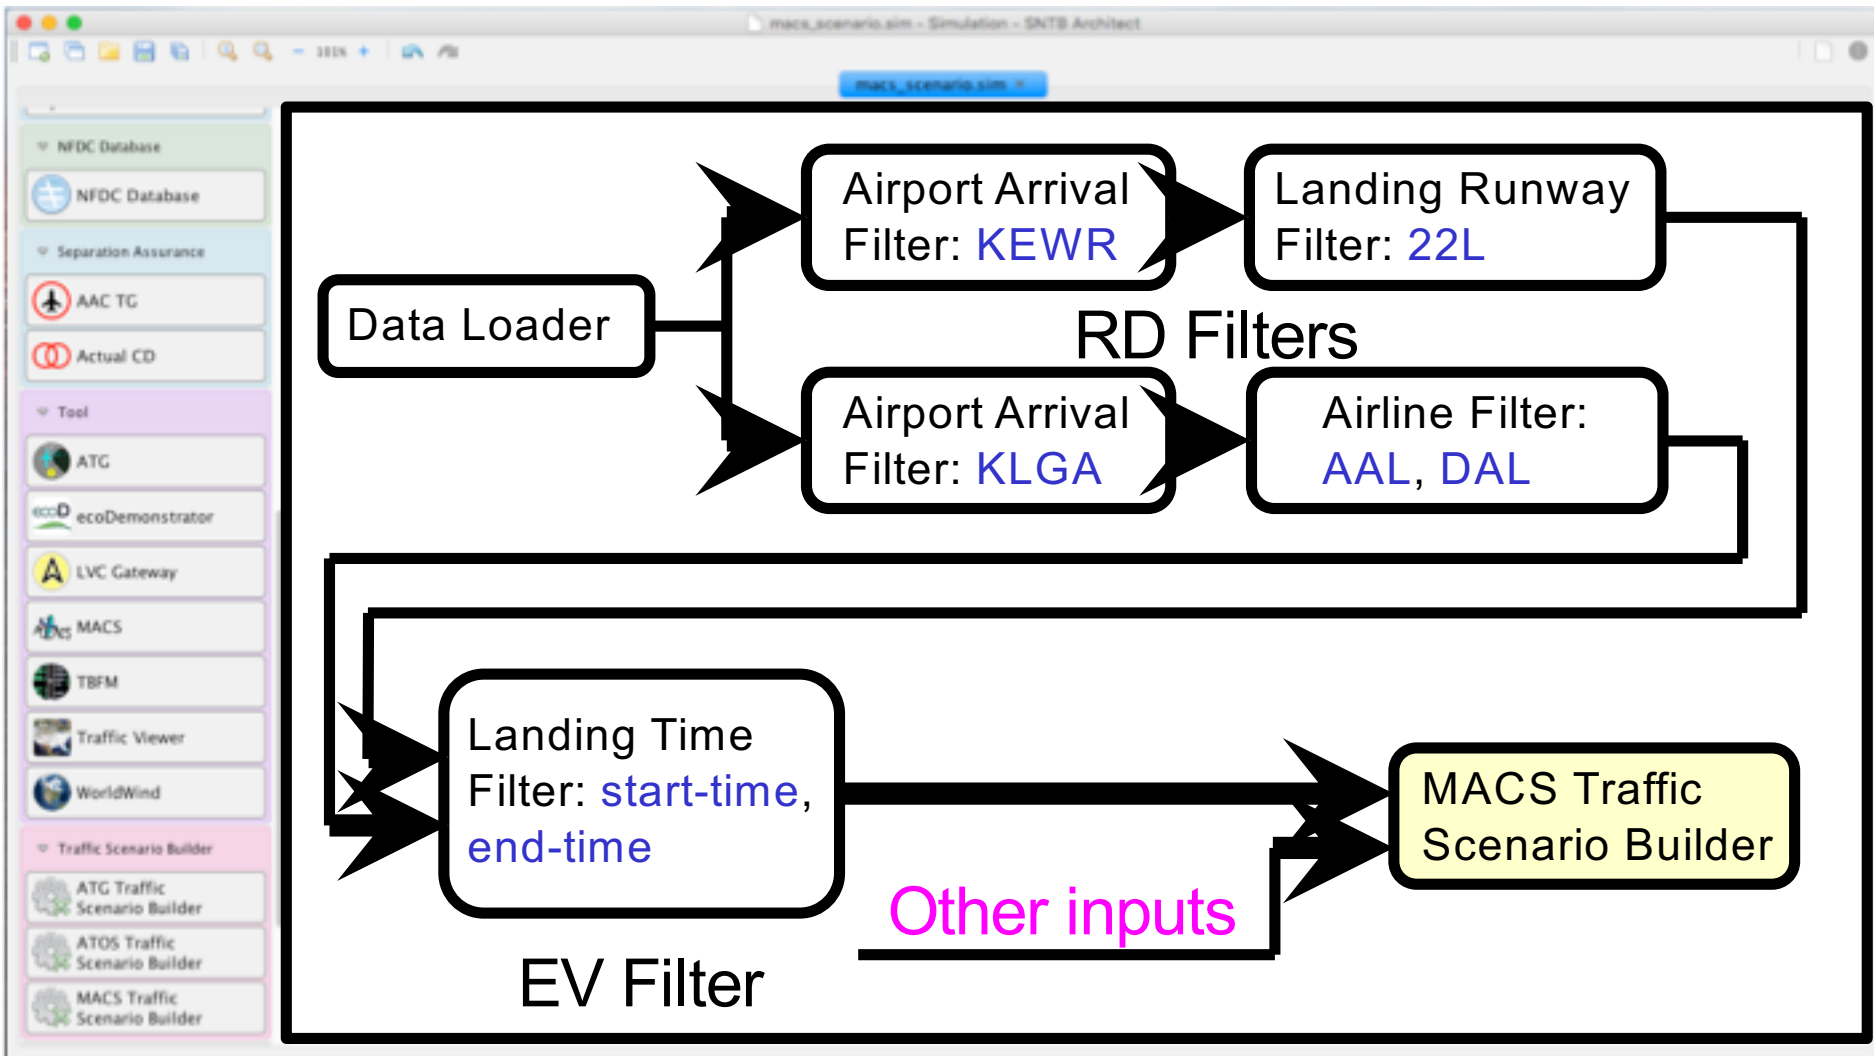 macs_scenario.sim - Simulation - SNTB Architect
101%
macs_scenario.sim
NFDC Database
NFDC Database
Separation Assurance
AAC TG
Actual CD
Tool
ATG
ecoD ecoDemonstrator
LVC Gateway
MACS MACS
TBFM
Traffic Viewer
WorldWind
Traffic Scenario Builder
ATG Traffic
Scenario Builder
ATOS Traffic
Scenario Builder
MACS Traffic
Scenario Builder
Data Loader
Airport Arrival
Filter: KEWR
Landing Runway
Filter: 22L
RD Filters
Airport Arrival
Filter: KLGA
Airline Filter:
AAL, DAL
Landing Time
Filter: start-time,
end-time
EV Filter
Other inputs
MACS Traffic
Scenario Builder